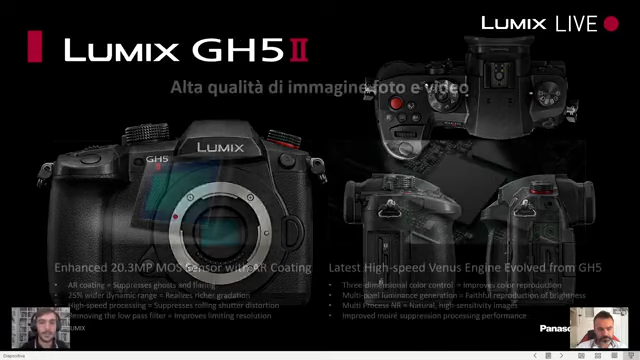 LUMIX LIVE
LUMIX GH5II
Alta qualità di immagine foto e video
LUMIX
GH5
II
Enhanced 20.3MP MOS Sensor with AR Coating
AR coating = Suppresses ghosts and flaring
25% wider dynamic range = Realizes richer gradation
High-speed processing = Suppresses rolling shutter distortion
Removing the low pass filter = Improves limiting resolution
Latest High-speed Venus Engine Evolved from GH5
Three-dimensional color control = Improves color reproduction
Multi-pixel luminance generation = Faithful reproduction of brightness
Multi process NR = Natural, high-sensitivity images
Improved moiré suppression processing performance
LUMIX
Panaso
Diapositiva